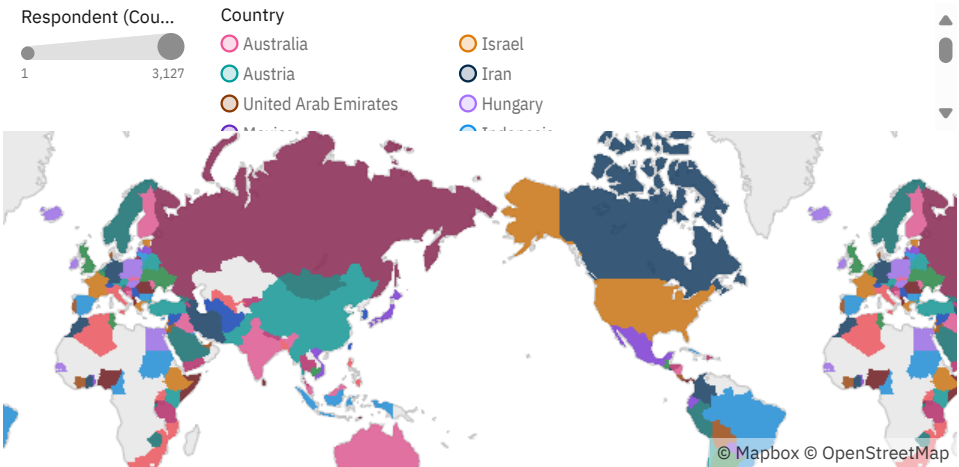 Respondent (Cou...
1
3,127
Country
Australia
Israel
Austria
Iran
United Arab Emirates
Hungary
© Mapbox © OpenStreetMap